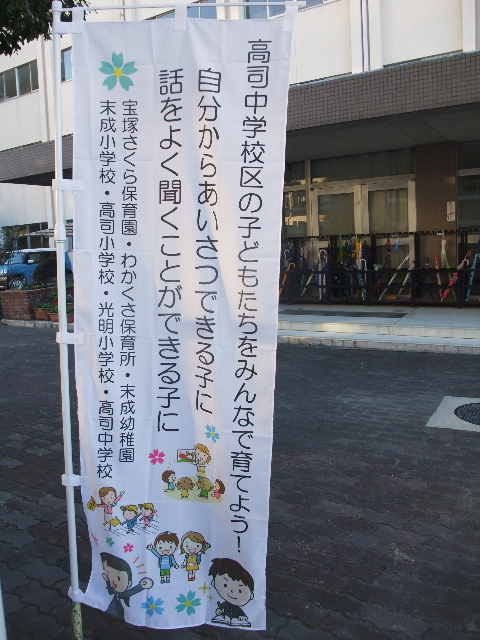 高司中学校区の子どもたちをみんなで育てよう！
自分からあいさつできる子に
話をよく聞くことができる子に
宝塚さくら保育園・わかくさ保育所・末成幼稚園
末成小学校・高司小学校・光明小学校・高司中学校